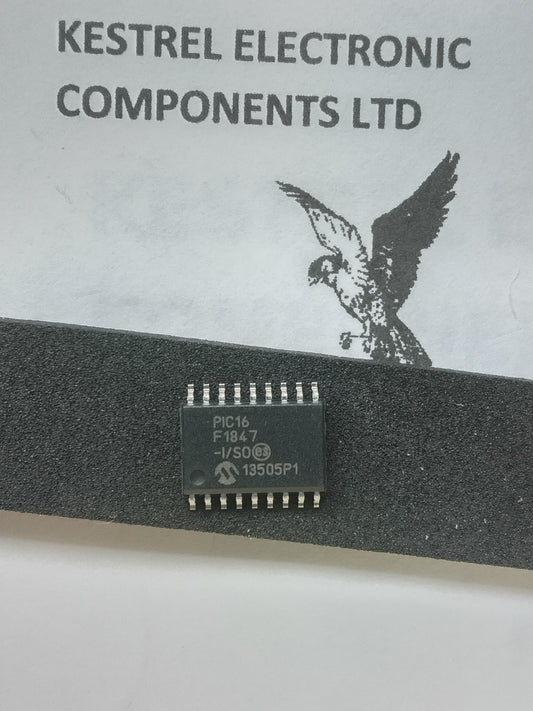 KESTREL ELECTRONIC
COMPONENTS LTD
PIC16
F1847
-I/SO e3
13505P1